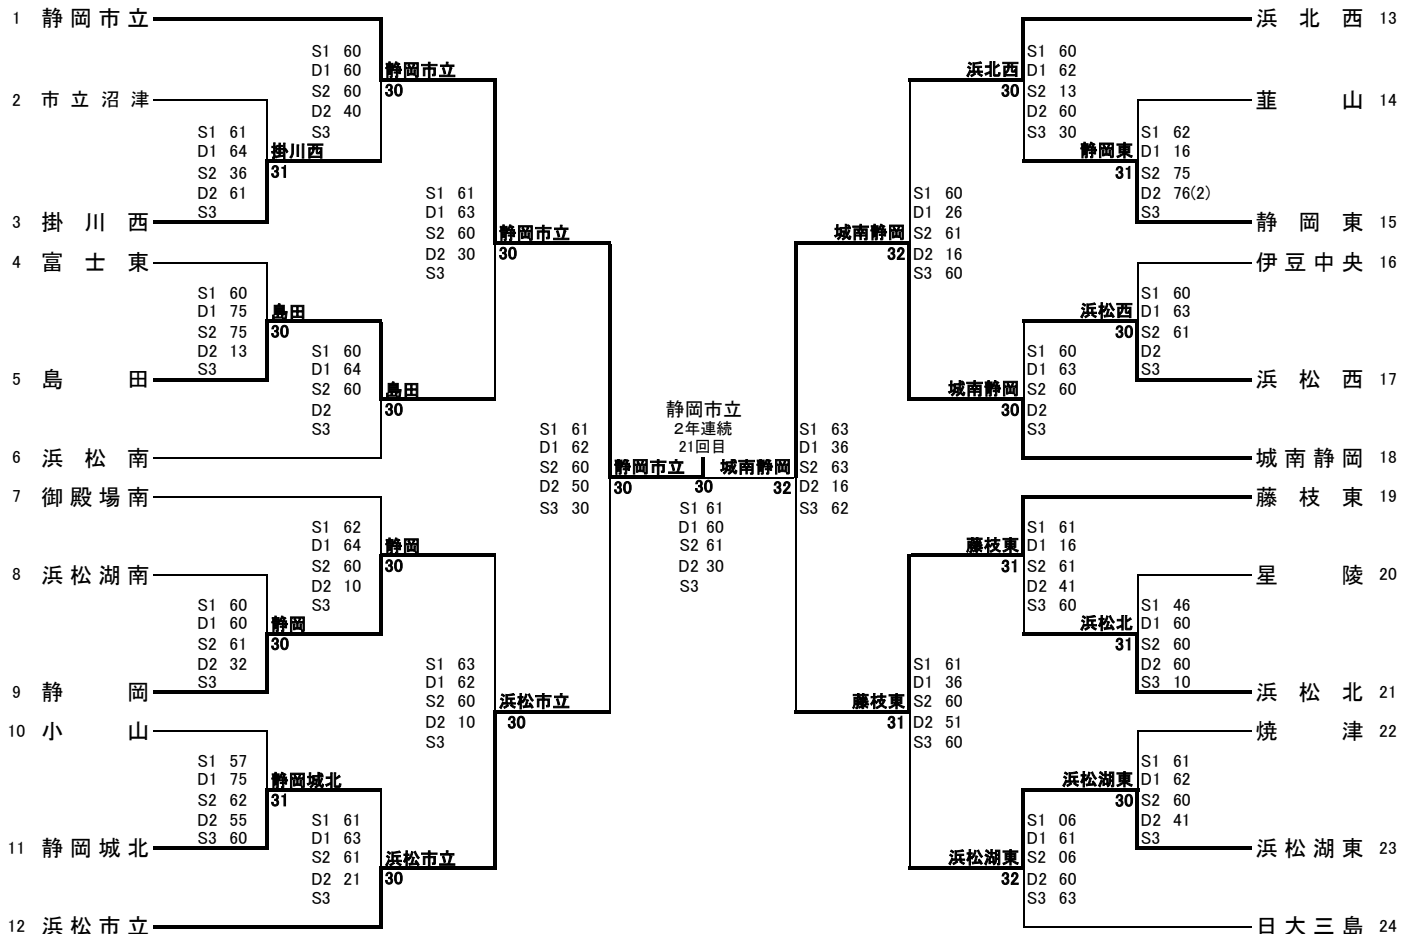 1 静岡市立
S1 60
D1 60
S2 60
D2 40
S3
静岡市立
30
2 市立沼津
S1 61
D1 64
S2 36
D2 61
S3
掛川西
31
3 掛川西
S1 61
D1 63
S2 60
D2 30
S3
静岡市立
30
4 富士東
S1 60
D1 75
S2 75
D2 13
S3
島田
30
5 島田
S1 60
D1 64
S2 60
D2
S3
島田
30
6 浜松南
S1 61
D1 62
S2 60
D2 50
S3 30
静岡市立
30
7 御殿場南
S1 62
D1 64
S2 60
D2 10
S3
静岡
30
8 浜松湖南
S1 60
D1 60
S2 61
D2 32
S3
静岡
30
9 静岡
S1 63
D1 62
S2 60
D2 10
S3
浜松市立
30
10 小山
S1 57
D1 75
S2 62
D2 55
S3 60
静岡城北
31
11 静岡城北
S1 61
D1 63
S2 61
D2 21
S3
浜松市立
30
12 浜松市立
静岡市立
2年連続
21回目
30
S1 61
D1 60
S2 61
D2 30
S3
城南静岡
32
S1 63
D1 36
S2 63
D2 16
S3 62
浜北西 13
浜北西
30
S1 60
D1 62
S2 13
D2 60
S3 30
韮山 14
静岡東
31
S1 62
D1 16
S2 75
D2 76(2)
S3
静岡東 15
城南静岡
32
S1 60
D1 26
S2 61
D2 16
S3 60
伊豆中央 16
浜松西
30
S1 60
D1 63
S2 61
D2
S3
浜松西 17
城南静岡
30
S1 60
D1 63
S2 60
D2
S3
城南静岡 18
藤枝東 19
藤枝東
31
S1 61
D1 16
S2 61
D2 41
S3 60
星陵 20
浜松北
31
S1 46
D1 60
S2 60
D2 60
S3 10
浜松北 21
藤枝東
31
S1 61
D1 36
S2 60
D2 51
S3 60
焼津 22
浜松湖東
30
S1 61
D1 62
S2 60
D2 41
S3
浜松湖東 23
浜松湖東
32
S1 06
D1 61
S2 06
D2 60
S3 63
日大三島 24